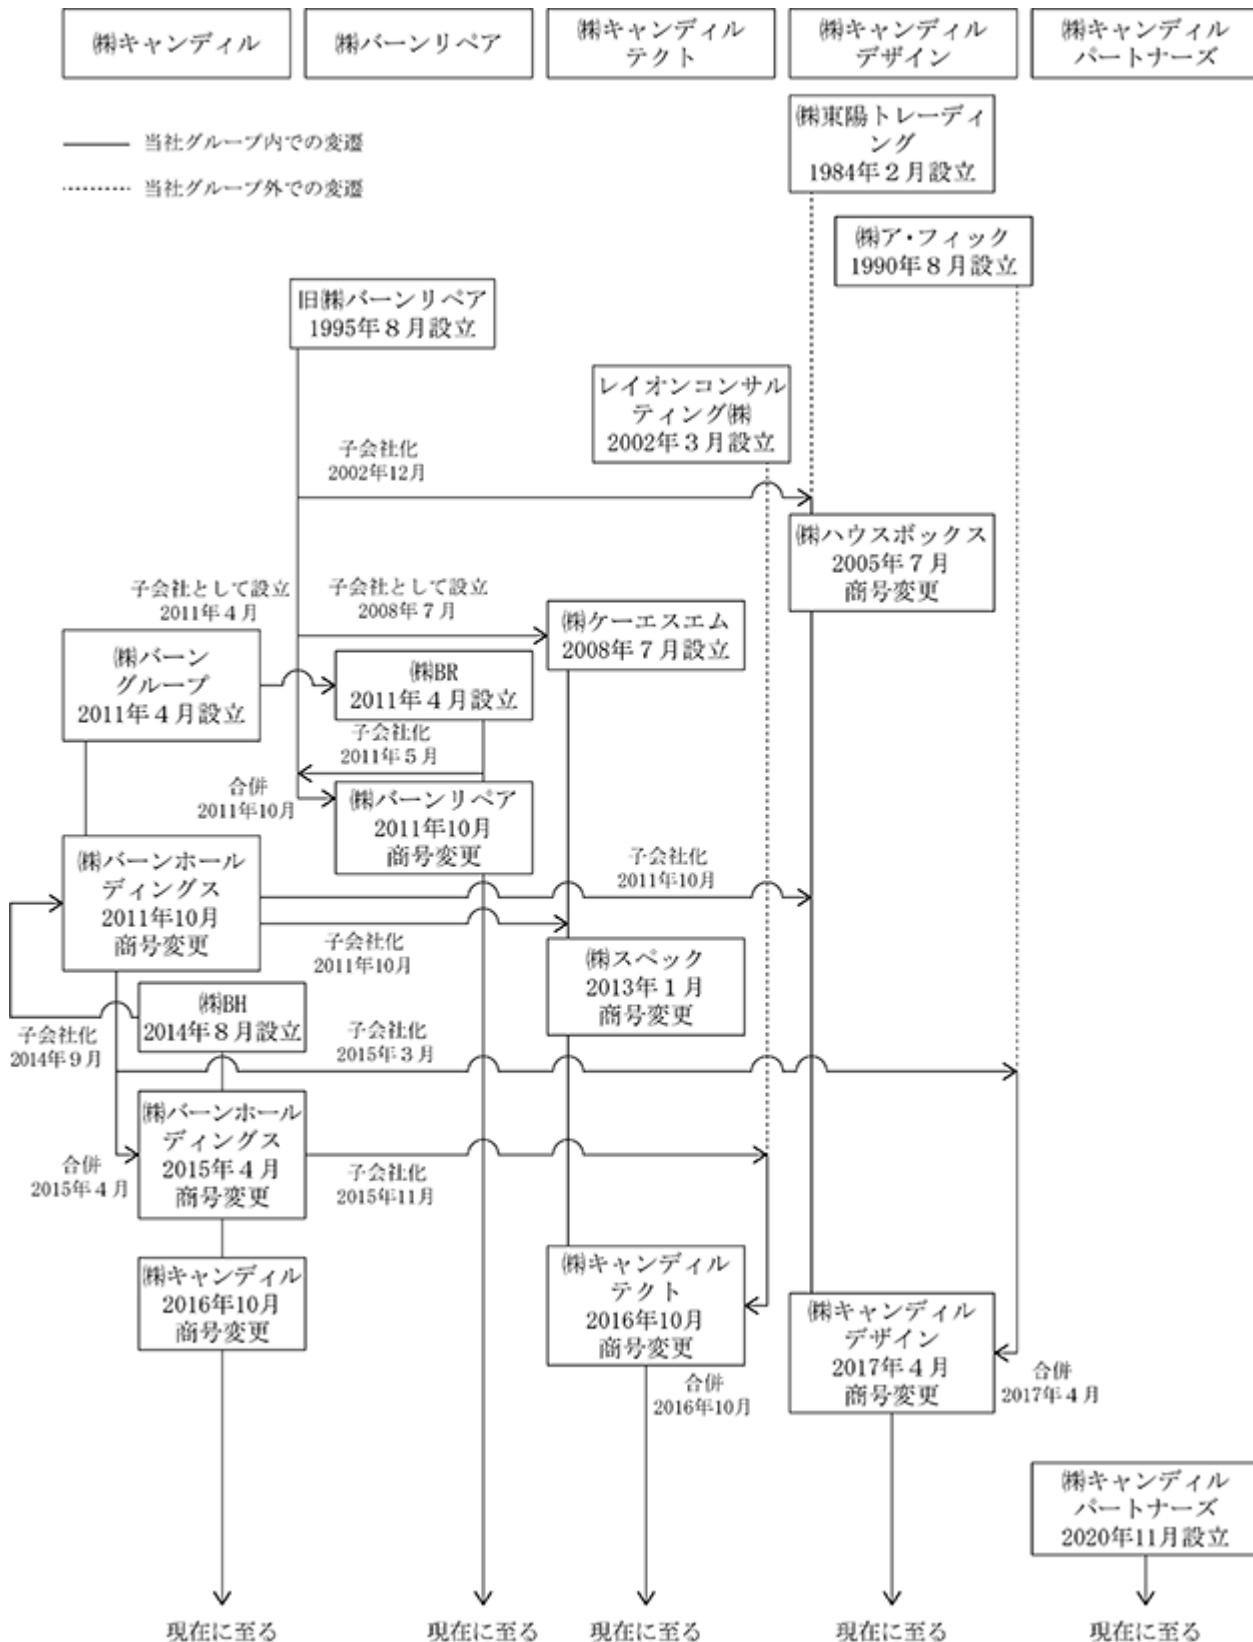 ㈱キャンディル
㈱バーンリペア
㈱キャンディル
テクト
㈱キャンディル
デザイン
㈱キャンディル
パートナーズ
当社グループ内での変遷
当社グループ外での変遷
㈱東陽トレーディ
ング
1984年２月設立
㈱ア・フィック
1990年８月設立
旧㈱バーンリペア
1995年８月設立
レイオンコンサル
ティング㈱
2002年３月設立
子会社化
2002年12月
㈱ハウスボックス
2005年７月
商号変更
子会社として設立
2011年４月
子会社として設立
2008年７月
㈱ケーエスエム
2008年７月設立
㈱バーン
グループ
2011年４月設立
㈱BR
2011年４月設立
子会社化
2011年５月
合併
2011年10月
㈱バーンリペア
2011年10月
商号変更
㈱バーンホール
ディングス
2011年10月
商号変更
子会社化
2011年10月
子会社化
2011年10月
㈱スペック
2013年１月
商号変更
㈱BH
2014年８月設立
子会社化
2014年９月
子会社化
2015年３月
㈱バーンホール
ディングス
2015年４月
商号変更
合併
2015年４月
子会社化
2015年11月
㈱キャンディル
2016年10月
商号変更
㈱キャンディル
テクト
2016年10月
商号変更
合併
2016年10月
㈱キャンディル
デザイン
2017年４月
商号変更
合併
2017年４月
㈱キャンディル
パートナーズ
2020年11月設立
現在に至る
現在に至る
現在に至る
現在に至る
現在に至る